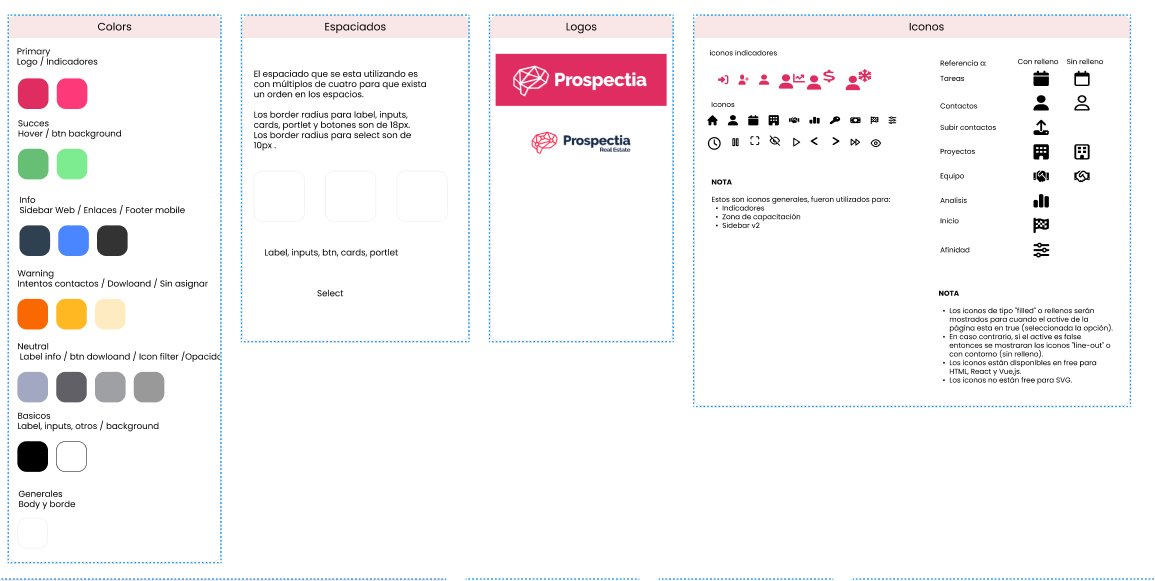 Colors
Primary
Logo / Indicadores
Succes
Hover / btn background
Info
Sidebar Web / Enlaces / Footer mobile
Warning
Intentos contactos / Dowloand / Sin asignar
Neutral
Label info / btn dowloand / Icon filter /Opacid
Basicos
Label, inputs, otros / background
Generales
Body y borde
Espaciados
El espaciado que se esta utilizando es
con múltiplos de cuatro para que exista
un orden en los espacios.
Los border radius para label, inputs,
cards, portlet y botones son de 18px.
Los border radius para select son de
10px .
Label, inputs, btn, cards, portlet
Select
Logos
Prospectia
Prospectia
Real Estate
Iconos
iconos indicadores
Iconos
NOTA
Estos son iconos generales, fueron utilizados para:
• Indicadores
• Zona de capacitación
• Sidebar v2
Referencia a: Con relleno Sin relleno
Tareas
Contactos
Subir contactos
Proyectos
Equipo
Analisis
Inicio
Afinidad
NOTA
• Los iconos de tipo "filled" o rellenos serán
mostrados para cuando el active de la
página esta en true (seleccionada la opción).
• En caso contrario, si el active es false
entonces se mostraran los iconos "line-out" o
con contorno (sin relleno).
• Los iconos están disponibles en free para
HTML, React y Vue,js.
• Los iconos no están free para SVG.